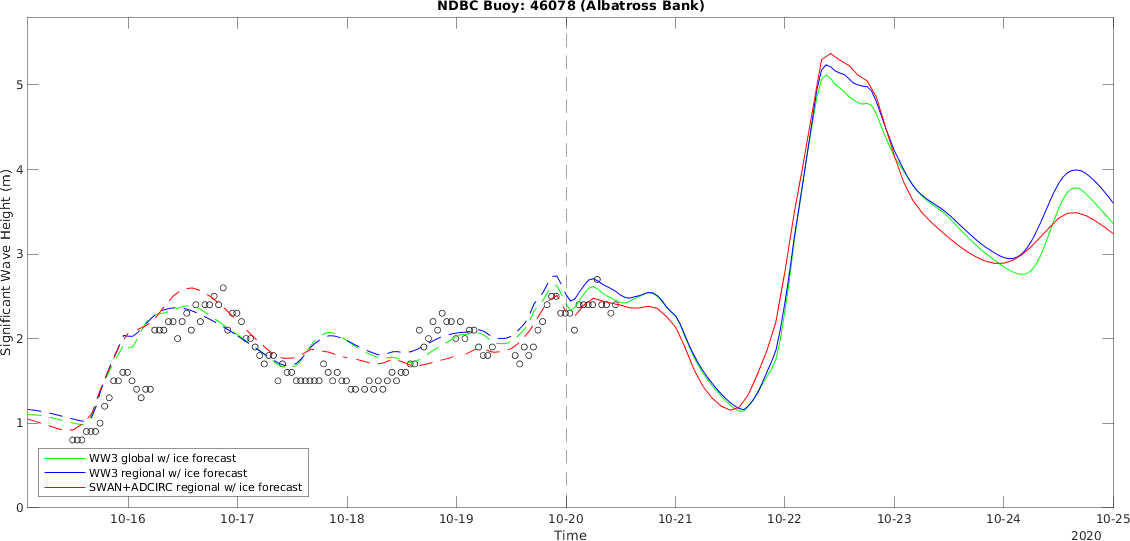 NDBC Buoy: 46078 (Albatross Bank)
Significant Wave Height (m)
5
4
3
2
1
0
WW3 global w/ ice forecast
WW3 regional w/ ice forecast
SWAN+ADCIRC regional w/ ice forecast
10-16 10-17 10-18 10-19 10-20 10-21 10-22 10-23 10-24 10-25
Time
2020